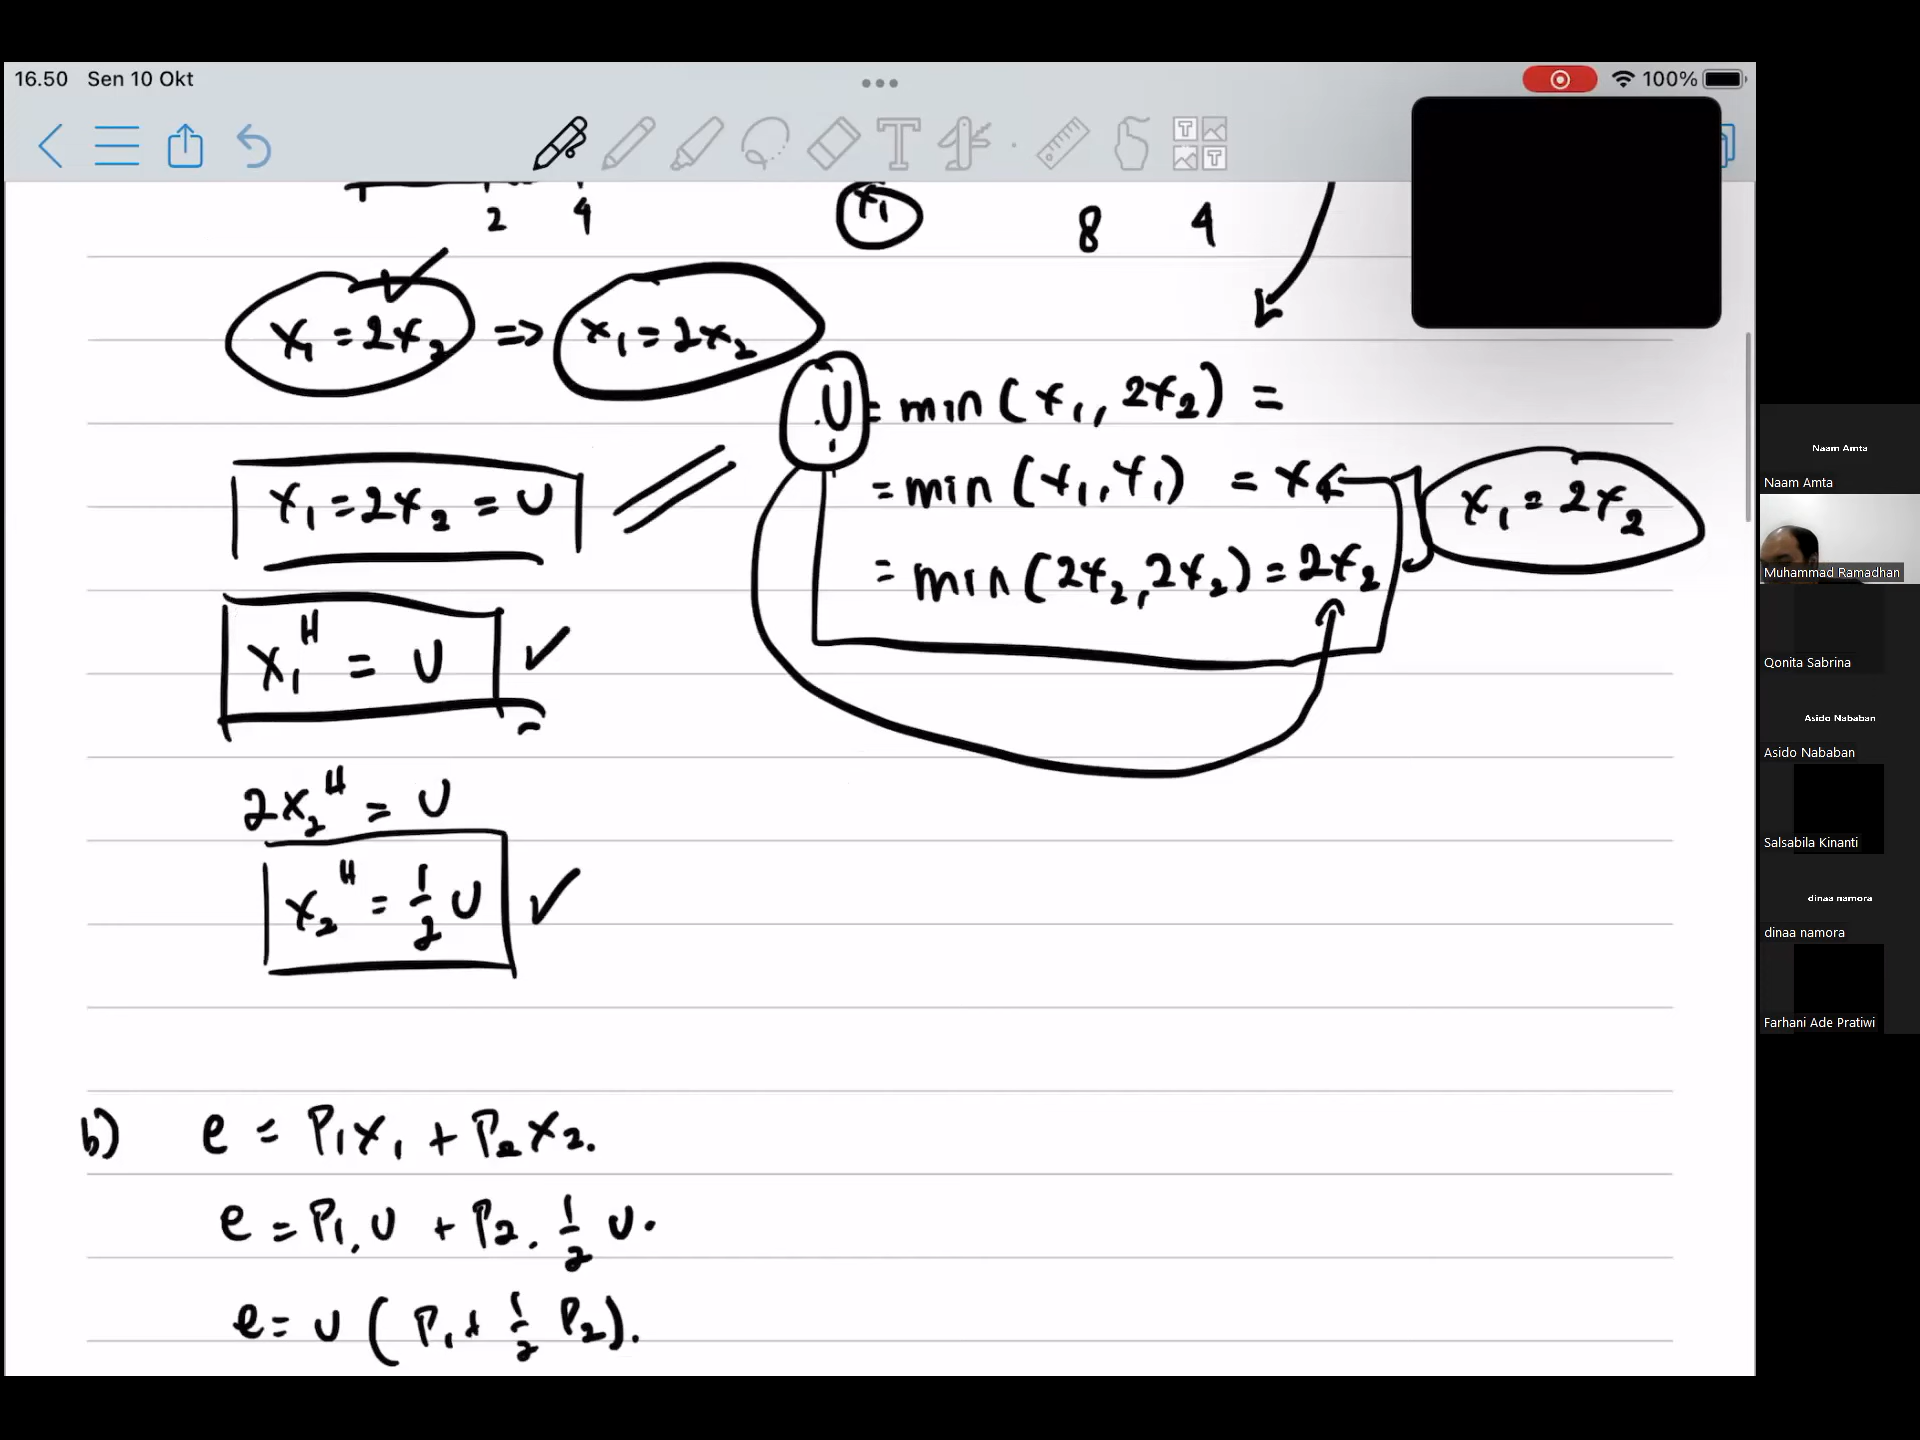 16.50 Sen 10 Okt
100%
2 4
x₁
8 4
x₁ = 2x₂ => x₁ = 2x₂
U = min(x₁, 2x₂) =
= min(x₁, x₁) = x₁
x₁ = 2x₂
= min(2x₂, 2x₂) = 2x₂
x₁ = 2x₂ = U
x₁ᴴ = U
2x₂ᴴ = U
x₂ᴴ = 1/2 U
b) e = P₁x₁ + P₂x₂.
e = P₁.U + P₂. 1/2 U.
e = U (P₁ + 1/2 P₂).
Naam Amta
Naam Amta
Muhammad Ramadhan
Qonita Sabrina
Asido Nababan
Asido Nababan
Salsabila Kinanti
dinaa namora
dinaa namora
Farhani Ade Pratiwi